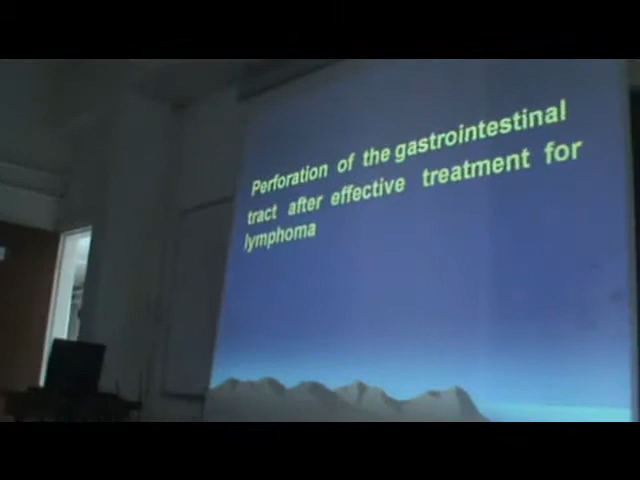 Perforation of the gastrointestinal
tract after effective treatment for
lymphoma